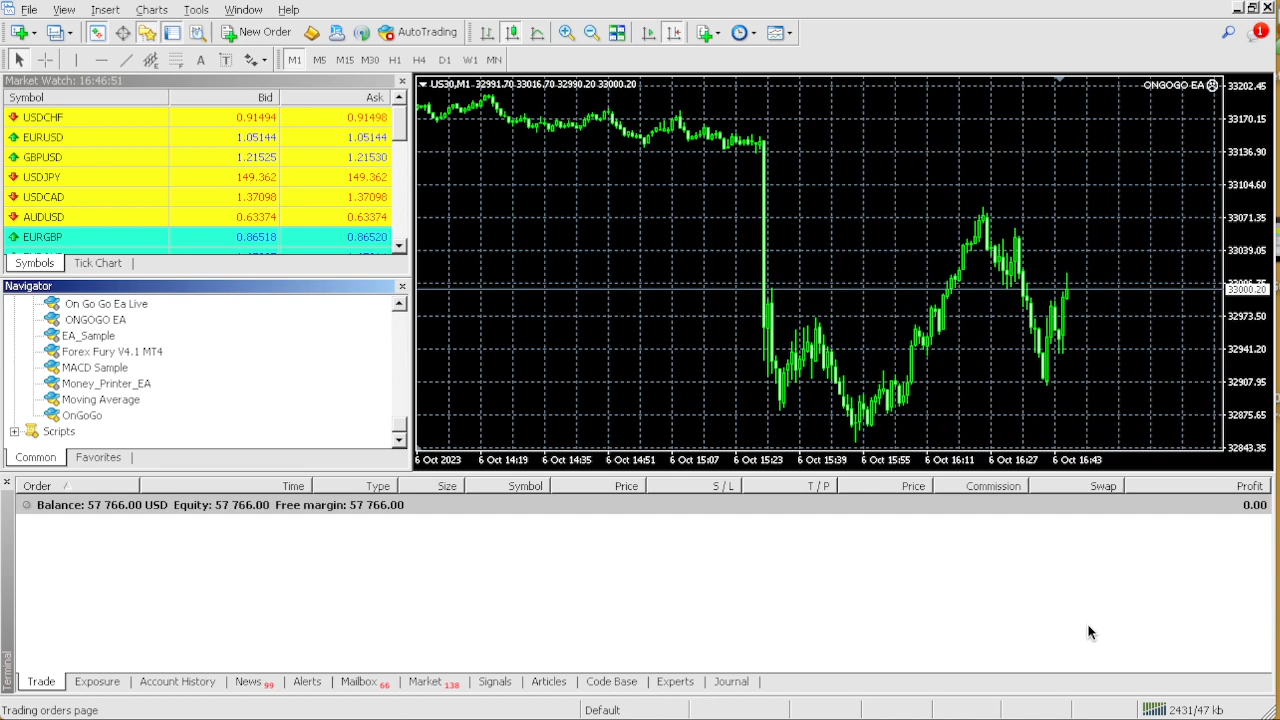 File View Insert Charts Tools Window Help
New Order AutoTrading 1
A T M1 M5 M15 M30 H1 H4 D1 W1 MN
Market Watch: 16:46:51
Symbol Bid Ask
USDCHF 0.91494 0.91498
EURUSD 1.05144 1.05144
GBPUSD 1.21525 1.21530
USDJPY 149.362 149.362
USDCAD 1.37098 1.37098
AUDUSD 0.63374 0.63374
EURGBP 0.86518 0.86520
Symbols Tick Chart
Navigator
On Go Go Ea Live
ONGOGO EA
EA_Sample
Forex Fury V4.1 MT4
MACD Sample
Money_Printer_EA
Moving Average
OnGoGo
Scripts
Common Favorites
US30,M1 32991.70 33016.70 32990.20 33000.20
ONGOGO EA
33202.45
33170.15
33136.90
33104.60
33071.35
33039.05
33000.20
32973.50
32941.20
32907.95
32875.65
32843.35
6 Oct 2023 6 Oct 14:19 6 Oct 14:35 6 Oct 14:51 6 Oct 15:07 6 Oct 15:23 6 Oct 15:39 6 Oct 15:55 6 Oct 16:11 6 Oct 16:27 6 Oct 16:43
Order Time Type Size Symbol Price S / L T / P Price Commission Swap Profit
Balance: 57 766.00 USD Equity: 57 766.00 Free margin: 57 766.00 0.00
Terminal
Trade Exposure Account History News 99 Alerts Mailbox 66 Market 138 Signals Articles Code Base Experts Journal
Trading orders page Default 2431/47 kb